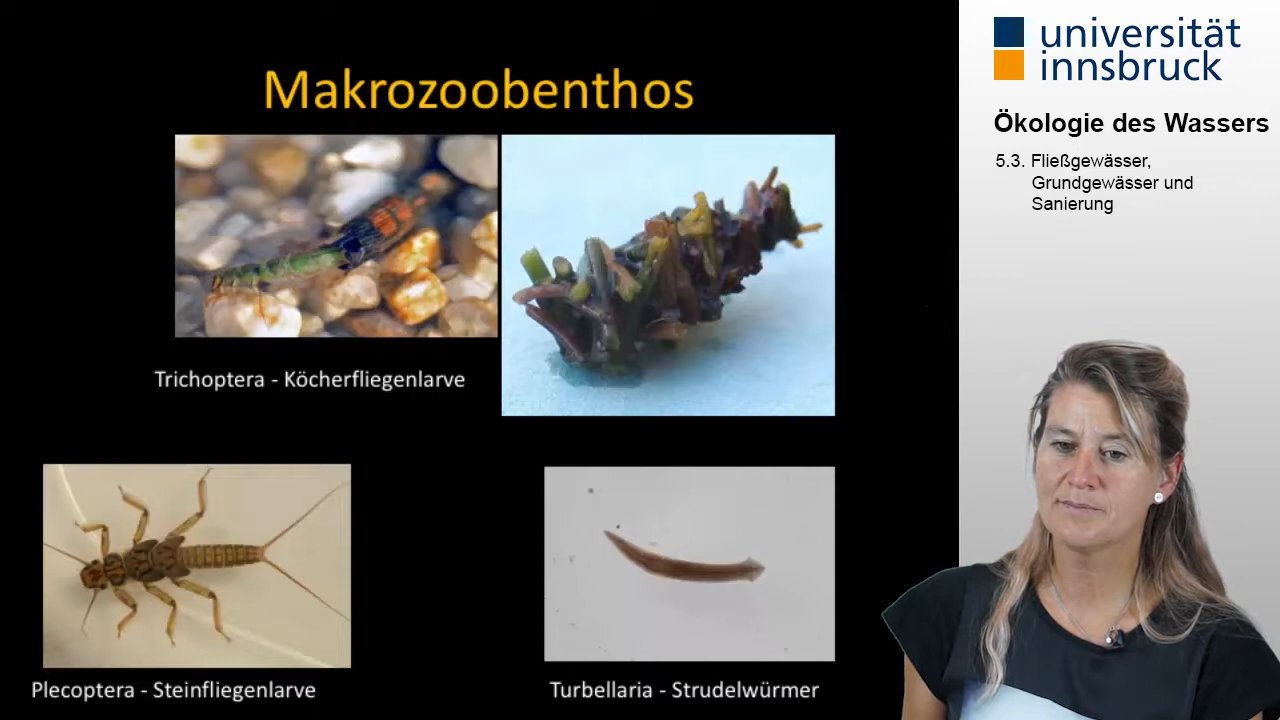 Makrozoobenthos
Trichoptera - Köcherfliegenlarve
Plecoptera - Steinfliegenlarve
Turbellaria - Strudelwürmer
universität
innsbruck
Ökologie des Wassers
5.3. Fließgewässer,
Grundgewässer und
Sanierung